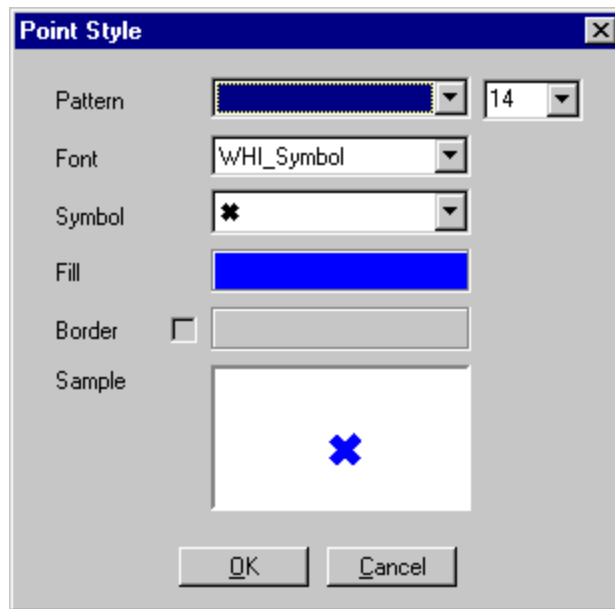 Point Style
Pattern 14
Font WHI_Symbol
Symbol
Fill
Border
Sample
OK Cancel